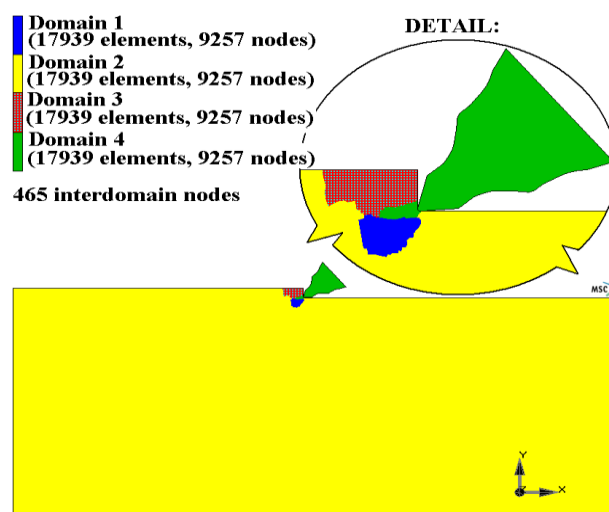 Domain 1
(17939 elements, 9257 nodes)
Domain 2
(17939 elements, 9257 nodes)
Domain 3
(17939 elements, 9257 nodes)
Domain 4
(17939 elements, 9257 nodes)
465 interdomain nodes
DETAIL:
MSC
Y
Z
X